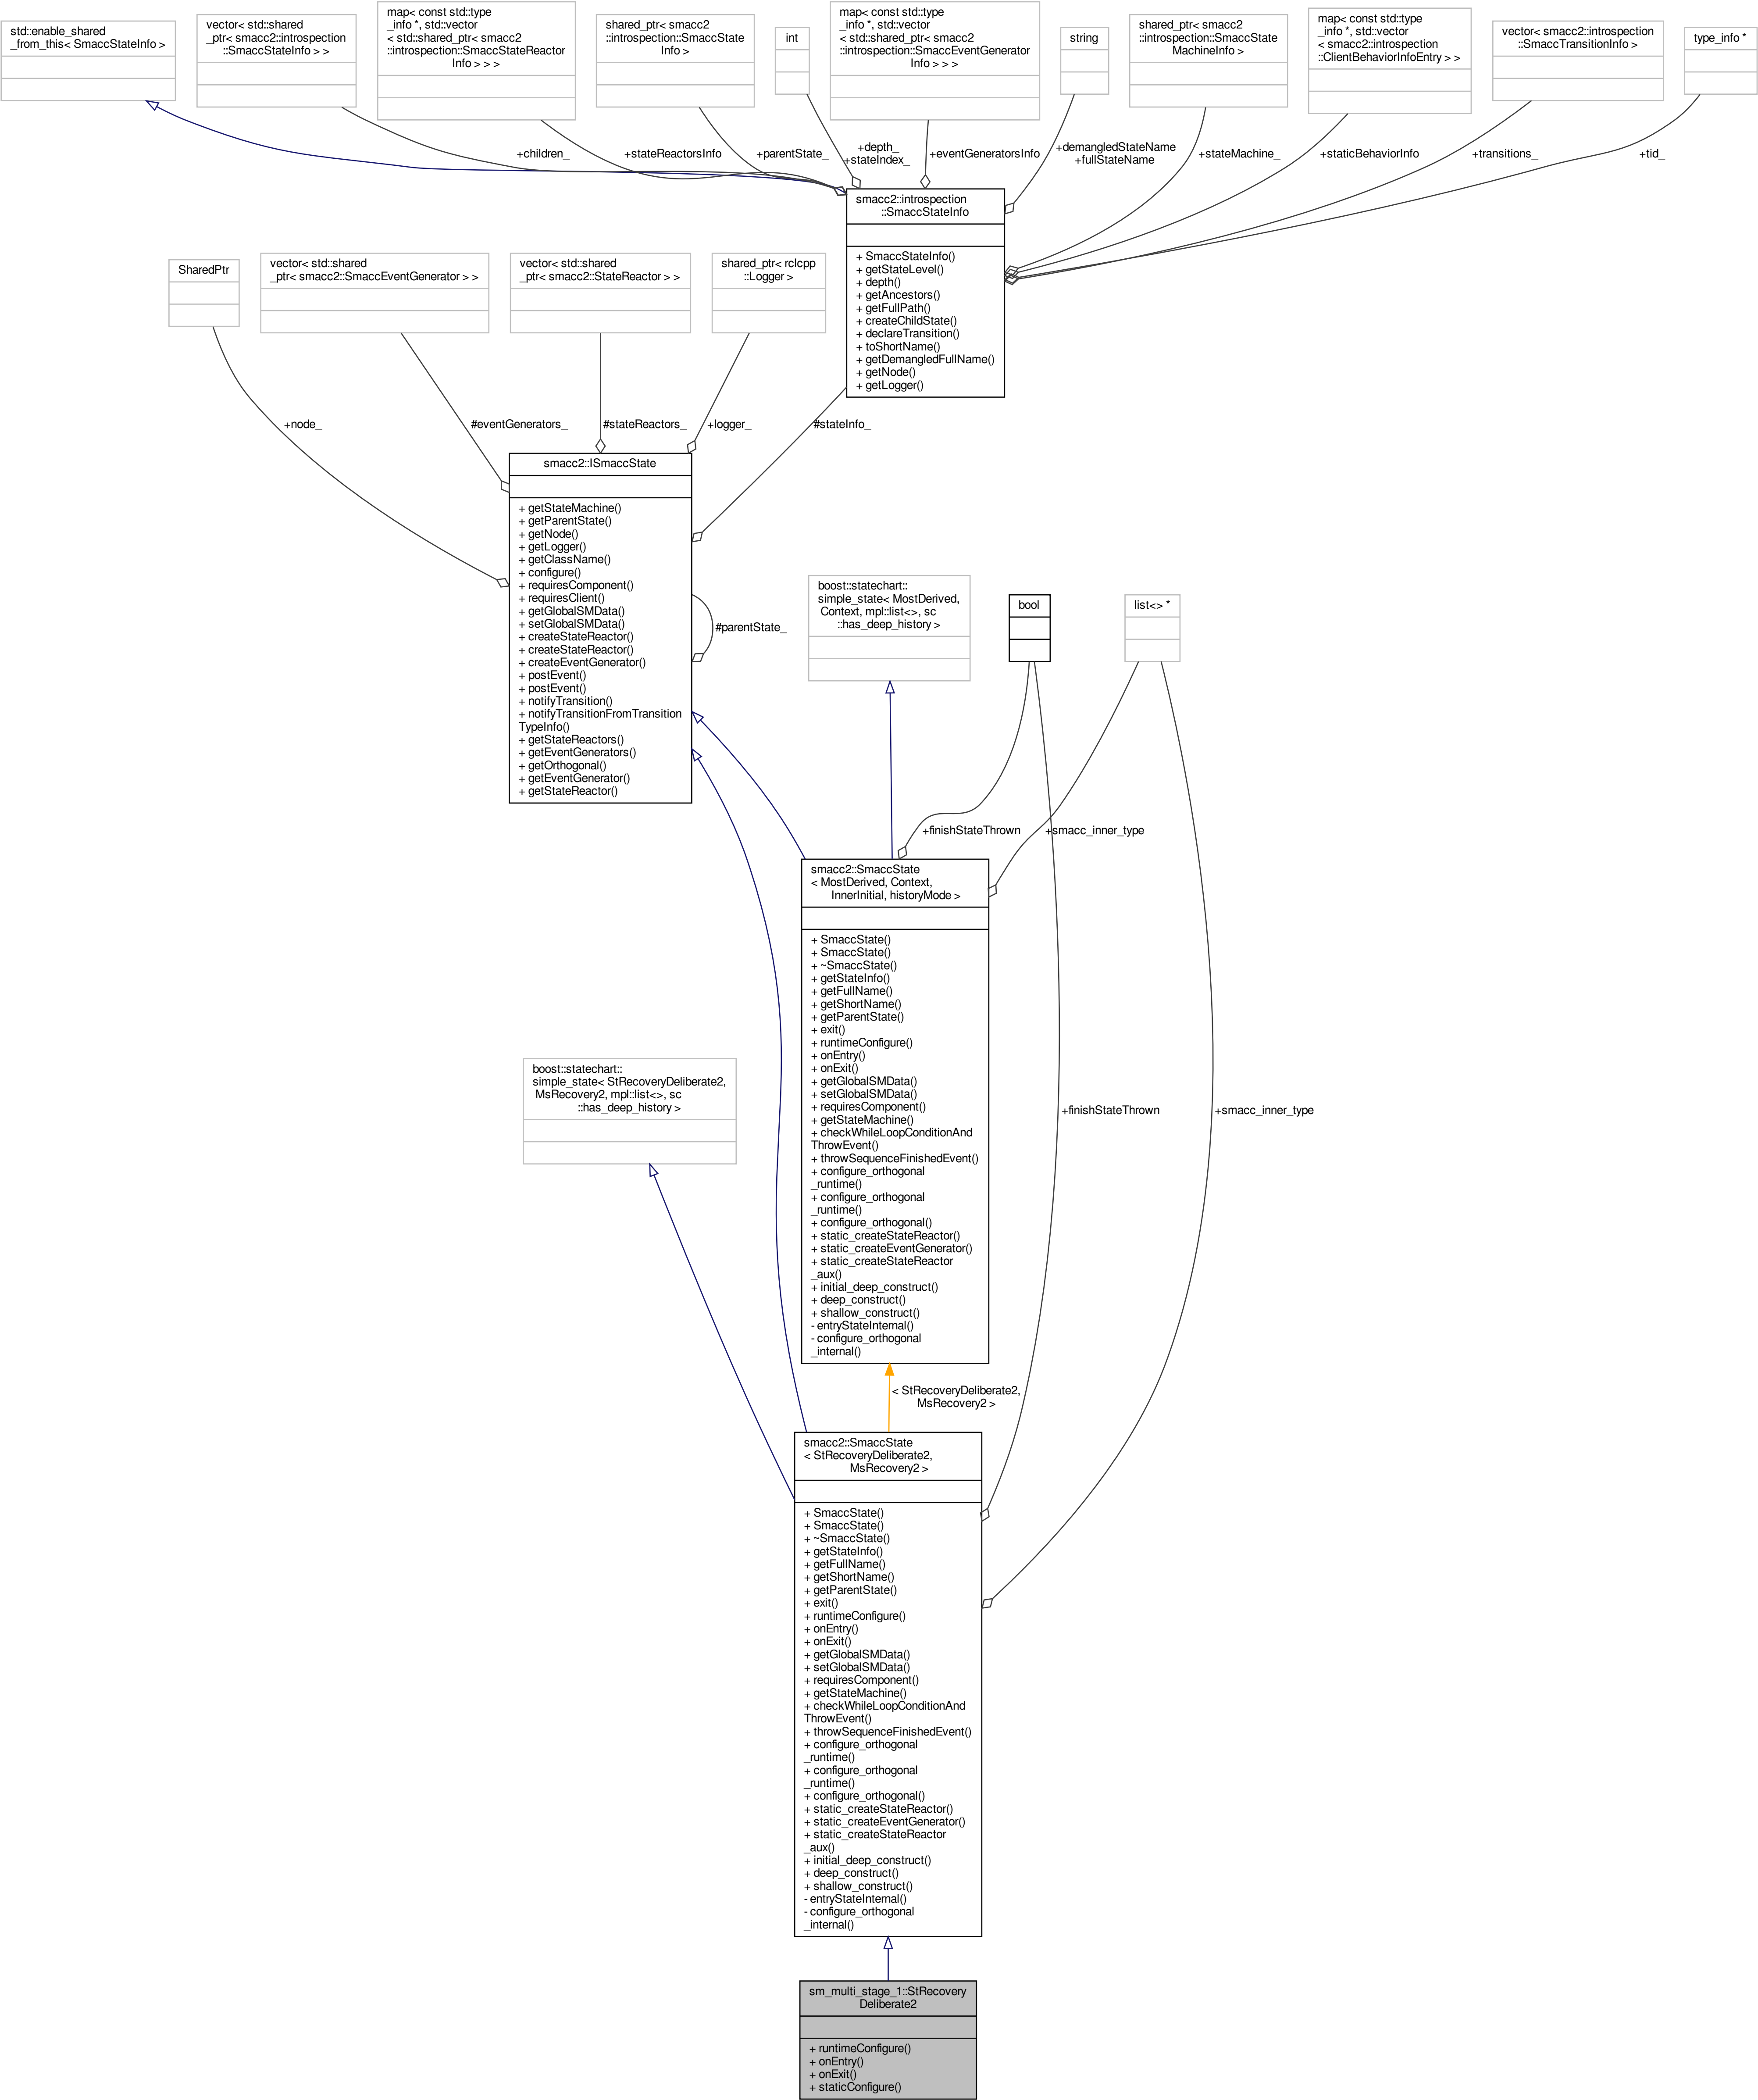 std::enable_shared
_from_this< SmaccStateInfo >
vector< std::shared
_ptr< smacc2::introspection
::SmaccStateInfo > >
map< const std::type
_info *, std::vector
< std::shared_ptr< smacc2
::introspection::SmaccStateReactor
Info > > >
shared_ptr< smacc2
::introspection::SmaccState
Info >
int
map< const std::type
_info *, std::vector
< std::shared_ptr< smacc2
::introspection::SmaccEventGenerator
Info > > >
string
shared_ptr< smacc2
::introspection::SmaccState
MachineInfo >
map< const std::type
_info *, std::vector
< smacc2::introspection
::ClientBehaviorInfoEntry > >
vector< smacc2::introspection
::SmaccTransitionInfo >
type_info *
+children_
+stateReactorsInfo
+parentState_
+depth_
+stateIndex_
+eventGeneratorsInfo
+demangledStateName
+fullStateName
+stateMachine_
+staticBehaviorInfo
+transitions_
+tid_
smacc2::introspection
::SmaccStateInfo
+ SmaccStateInfo()
+ getStateLevel()
+ depth()
+ getAncestors()
+ getFullPath()
+ createChildState()
+ declareTransition()
+ toShortName()
+ getDemangledFullName()
+ getNode()
+ getLogger()
SharedPtr
vector< std::shared
_ptr< smacc2::SmaccEventGenerator > >
vector< std::shared
_ptr< smacc2::StateReactor > >
shared_ptr< rclcpp
::Logger >
+node_
#eventGenerators_
#stateReactors_
+logger_
#stateInfo_
smacc2::ISmaccState
+ getStateMachine()
+ getParentState()
+ getNode()
+ getLogger()
+ getClassName()
+ configure()
+ requiresComponent()
+ requiresClient()
+ getGlobalSMData()
+ setGlobalSMData()
+ createStateReactor()
+ createStateReactor()
+ createEventGenerator()
+ postEvent()
+ postEvent()
+ notifyTransition()
+ notifyTransitionFromTransition
TypeInfo()
+ getStateReactors()
+ getEventGenerators()
+ getOrthogonal()
+ getEventGenerator()
+ getStateReactor()
#parentState_
boost::statechart::
simple_state< MostDerived,
Context, mpl::list<>, sc
::has_deep_history >
bool
list<> *
+finishStateThrown
+smacc_inner_type
smacc2::SmaccState
< MostDerived, Context,
InnerInitial, historyMode >
+ SmaccState()
+ SmaccState()
+ ~SmaccState()
+ getStateInfo()
+ getFullName()
+ getShortName()
+ getParentState()
+ exit()
+ runtimeConfigure()
+ onEntry()
+ onExit()
+ getGlobalSMData()
+ setGlobalSMData()
+ requiresComponent()
+ getStateMachine()
+ checkWhileLoopConditionAnd
ThrowEvent()
+ throwSequenceFinishedEvent()
+ configure_orthogonal
_runtime()
+ configure_orthogonal
_runtime()
+ configure_orthogonal()
+ static_createStateReactor()
+ static_createEventGenerator()
+ static_createStateReactor
_aux()
+ initial_deep_construct()
+ deep_construct()
+ shallow_construct()
- entryStateInternal()
- configure_orthogonal
_internal()
boost::statechart::
simple_state< StRecoveryDeliberate2,
MsRecovery2, mpl::list<>, sc
::has_deep_history >
+finishStateThrown
+smacc_inner_type
< StRecoveryDeliberate2,
MsRecovery2 >
smacc2::SmaccState
< StRecoveryDeliberate2,
MsRecovery2 >
+ SmaccState()
+ SmaccState()
+ ~SmaccState()
+ getStateInfo()
+ getFullName()
+ getShortName()
+ getParentState()
+ exit()
+ runtimeConfigure()
+ onEntry()
+ onExit()
+ getGlobalSMData()
+ setGlobalSMData()
+ requiresComponent()
+ getStateMachine()
+ checkWhileLoopConditionAnd
ThrowEvent()
+ throwSequenceFinishedEvent()
+ configure_orthogonal
_runtime()
+ configure_orthogonal
_runtime()
+ configure_orthogonal()
+ static_createStateReactor()
+ static_createEventGenerator()
+ static_createStateReactor
_aux()
+ initial_deep_construct()
+ deep_construct()
+ shallow_construct()
- entryStateInternal()
- configure_orthogonal
_internal()
sm_multi_stage_1::StRecovery
Deliberate2
+ runtimeConfigure()
+ onEntry()
+ onExit()
+ staticConfigure()